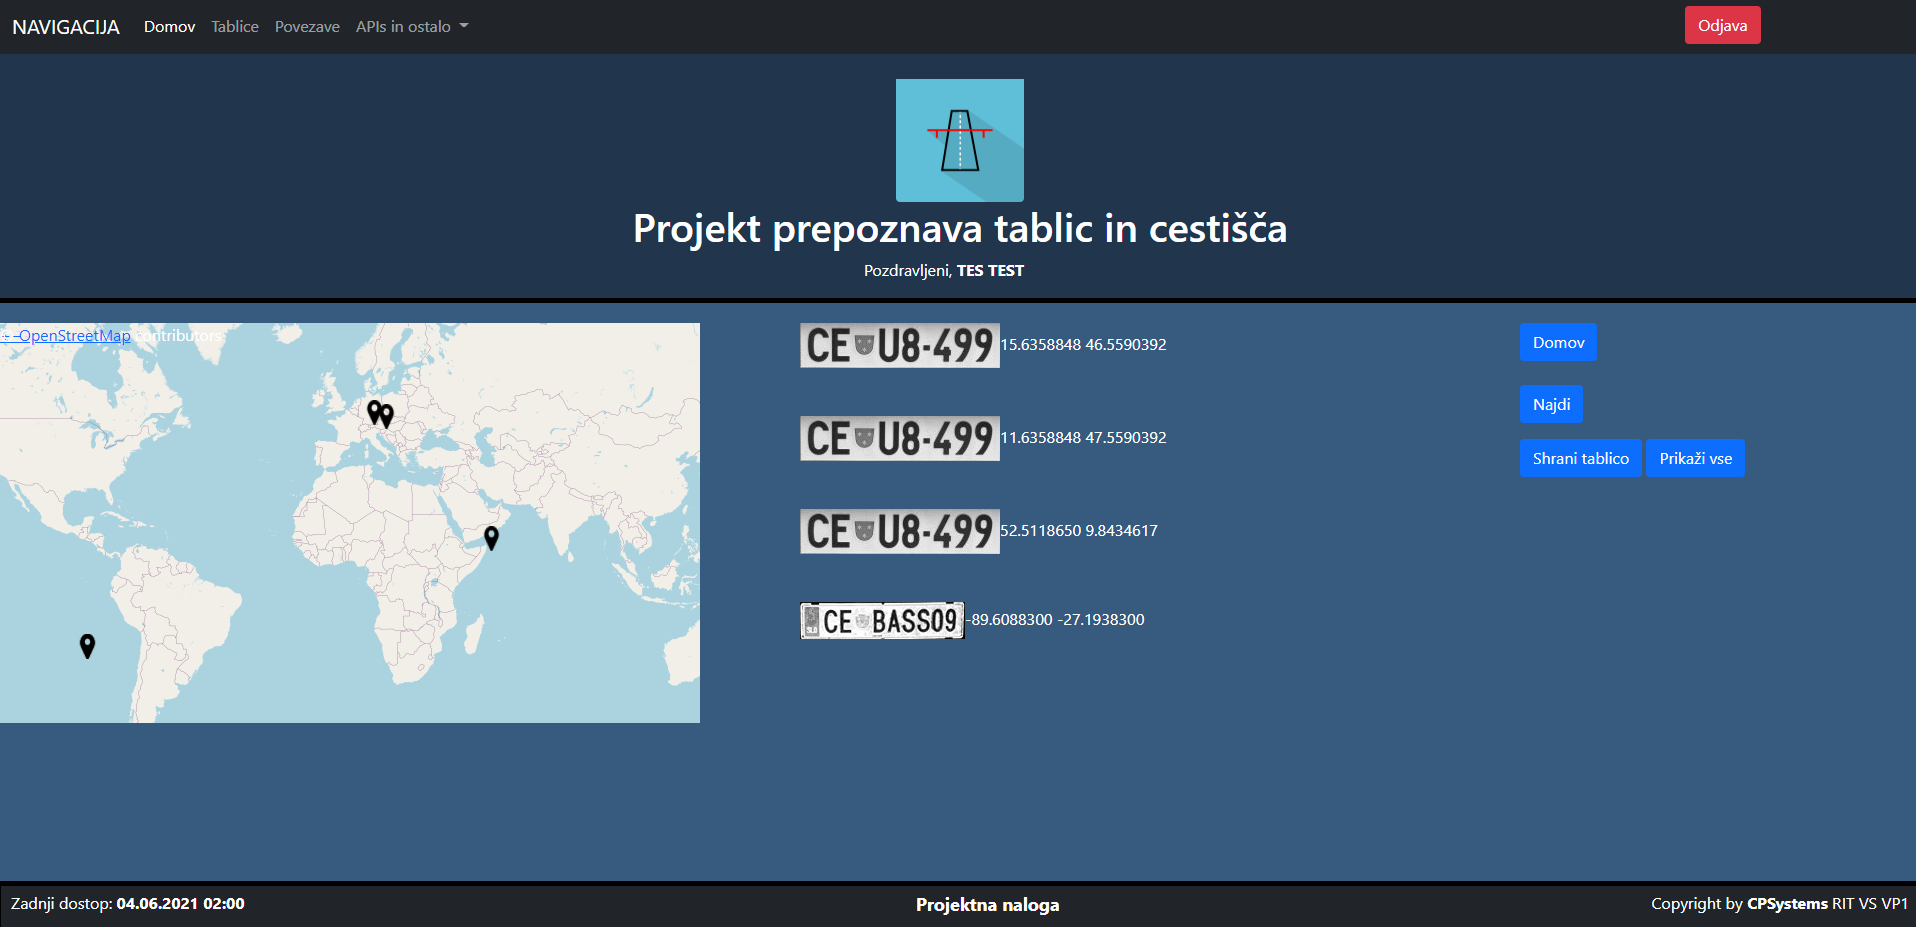 NAVIGACIJA Domov Tablice Povezave APIs in ostalo Odjava
Projekt prepoznava tablic in cestišča
Pozdravljeni, TES TEST
OpenStreetMap contributors
CE U8-499 15.6358848 46.5590392
CE U8-499 11.6358848 47.5590392
CE U8-499 52.5118650 9.8434617
SLO CE BASS09 -89.6088300 -27.1938300
Domov
Najdi
Shrani tablico Prikaži vse
Zadnji dostop: 04.06.2021 02:00 Projektna naloga Copyright by CPSystems RIT VS VP1